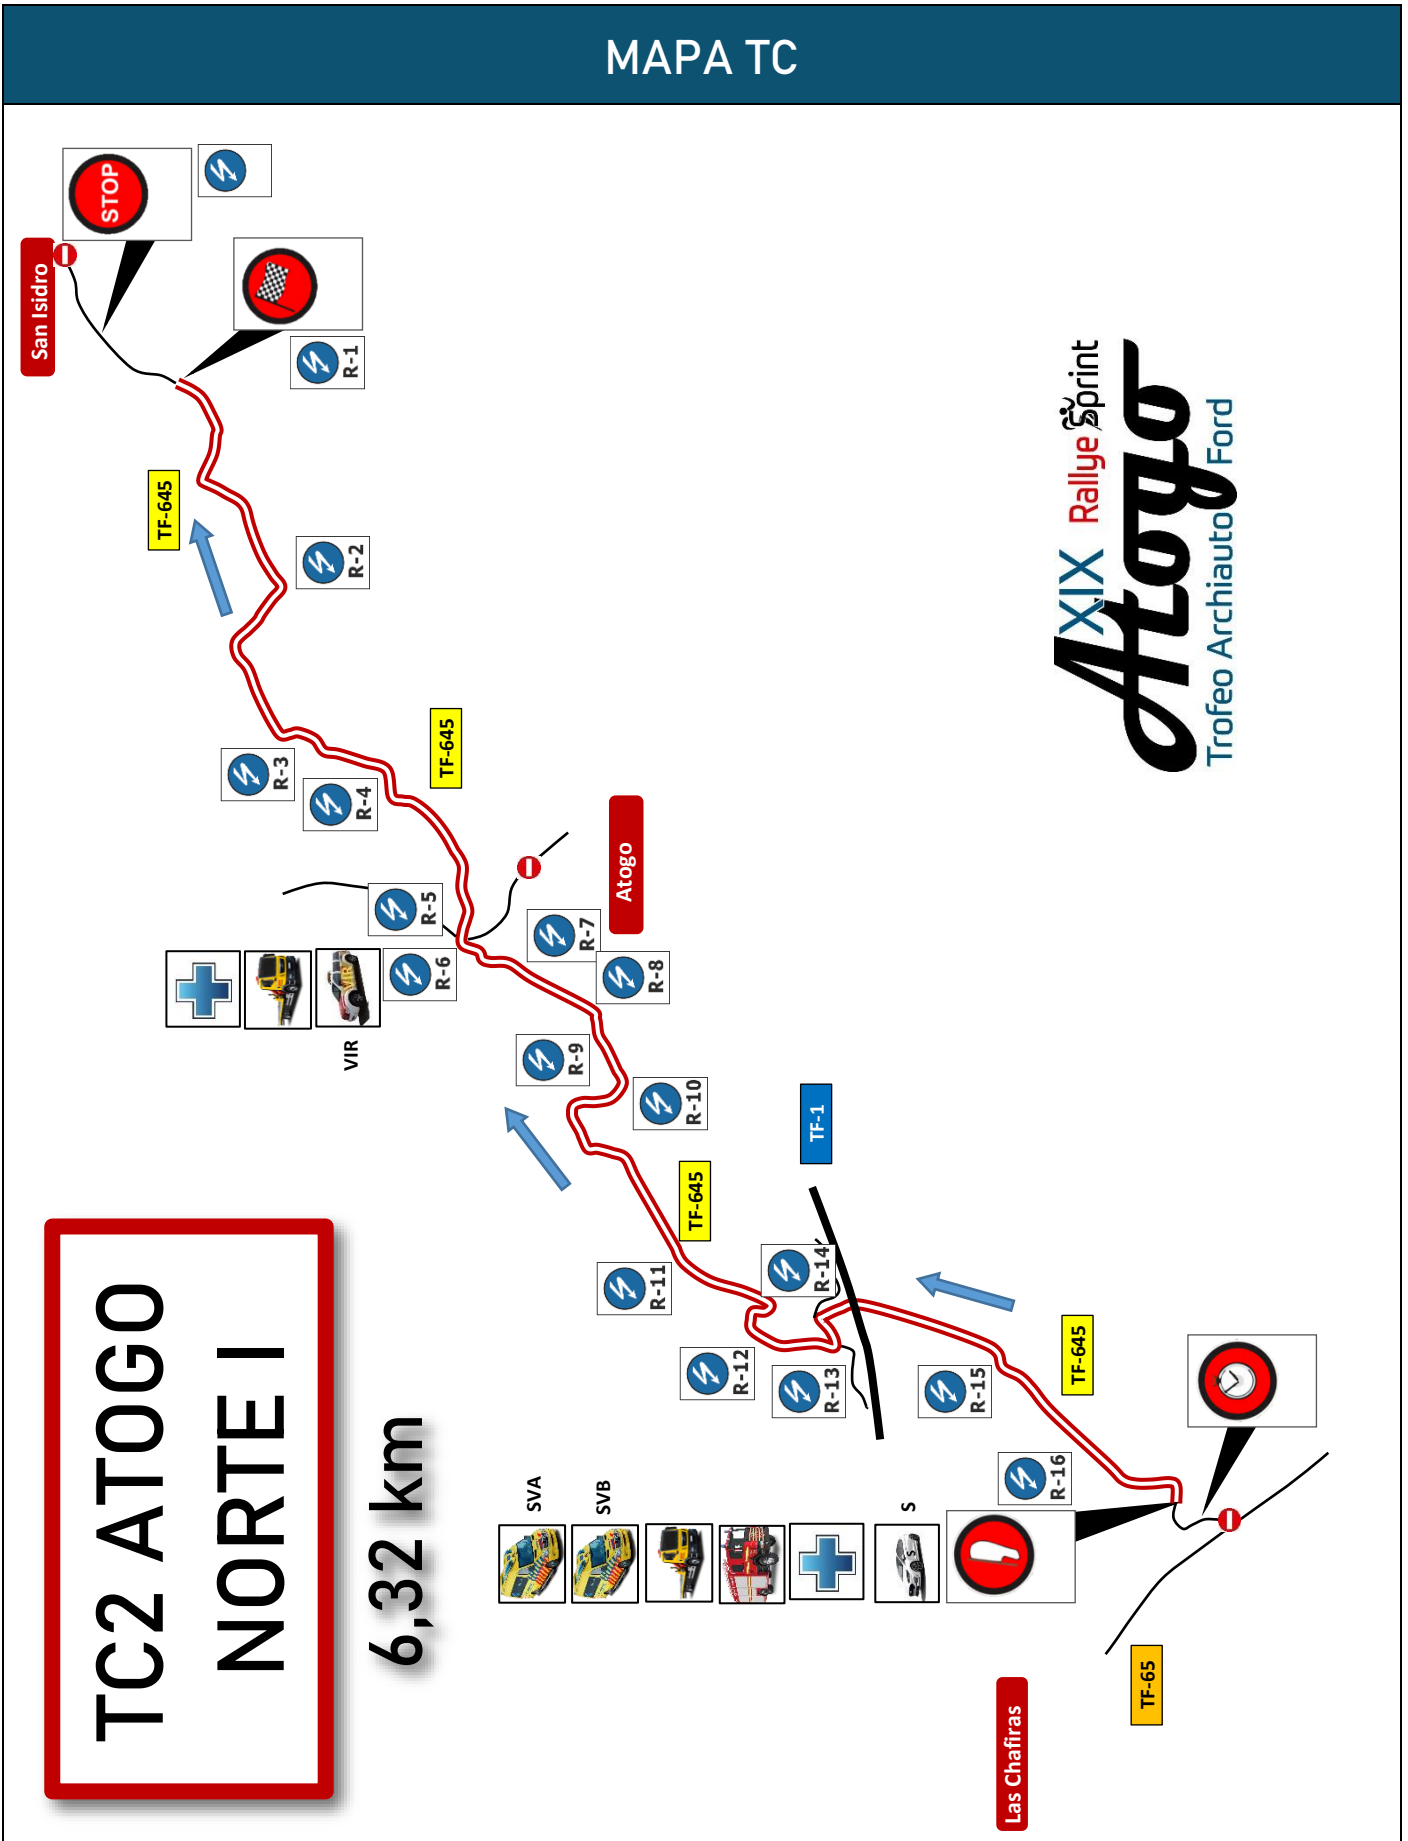 MAPA TC
TC2 ATOGO
NORTE I
6,32 km
San Isidro
STOP
R-1
TF-645
R-2
R-3
R-4
TF-645
R-5
R-6
VIR
Atogo
R-7
R-8
R-9
R-10
TF-1
TF-645
R-11
R-12
R-13
R-14
R-15
TF-645
R-16
SVA
SVB
S
S
Las Chafiras
TF-65
XIX Rallye Sprint
Atogo
Trofeo Archiauto Ford